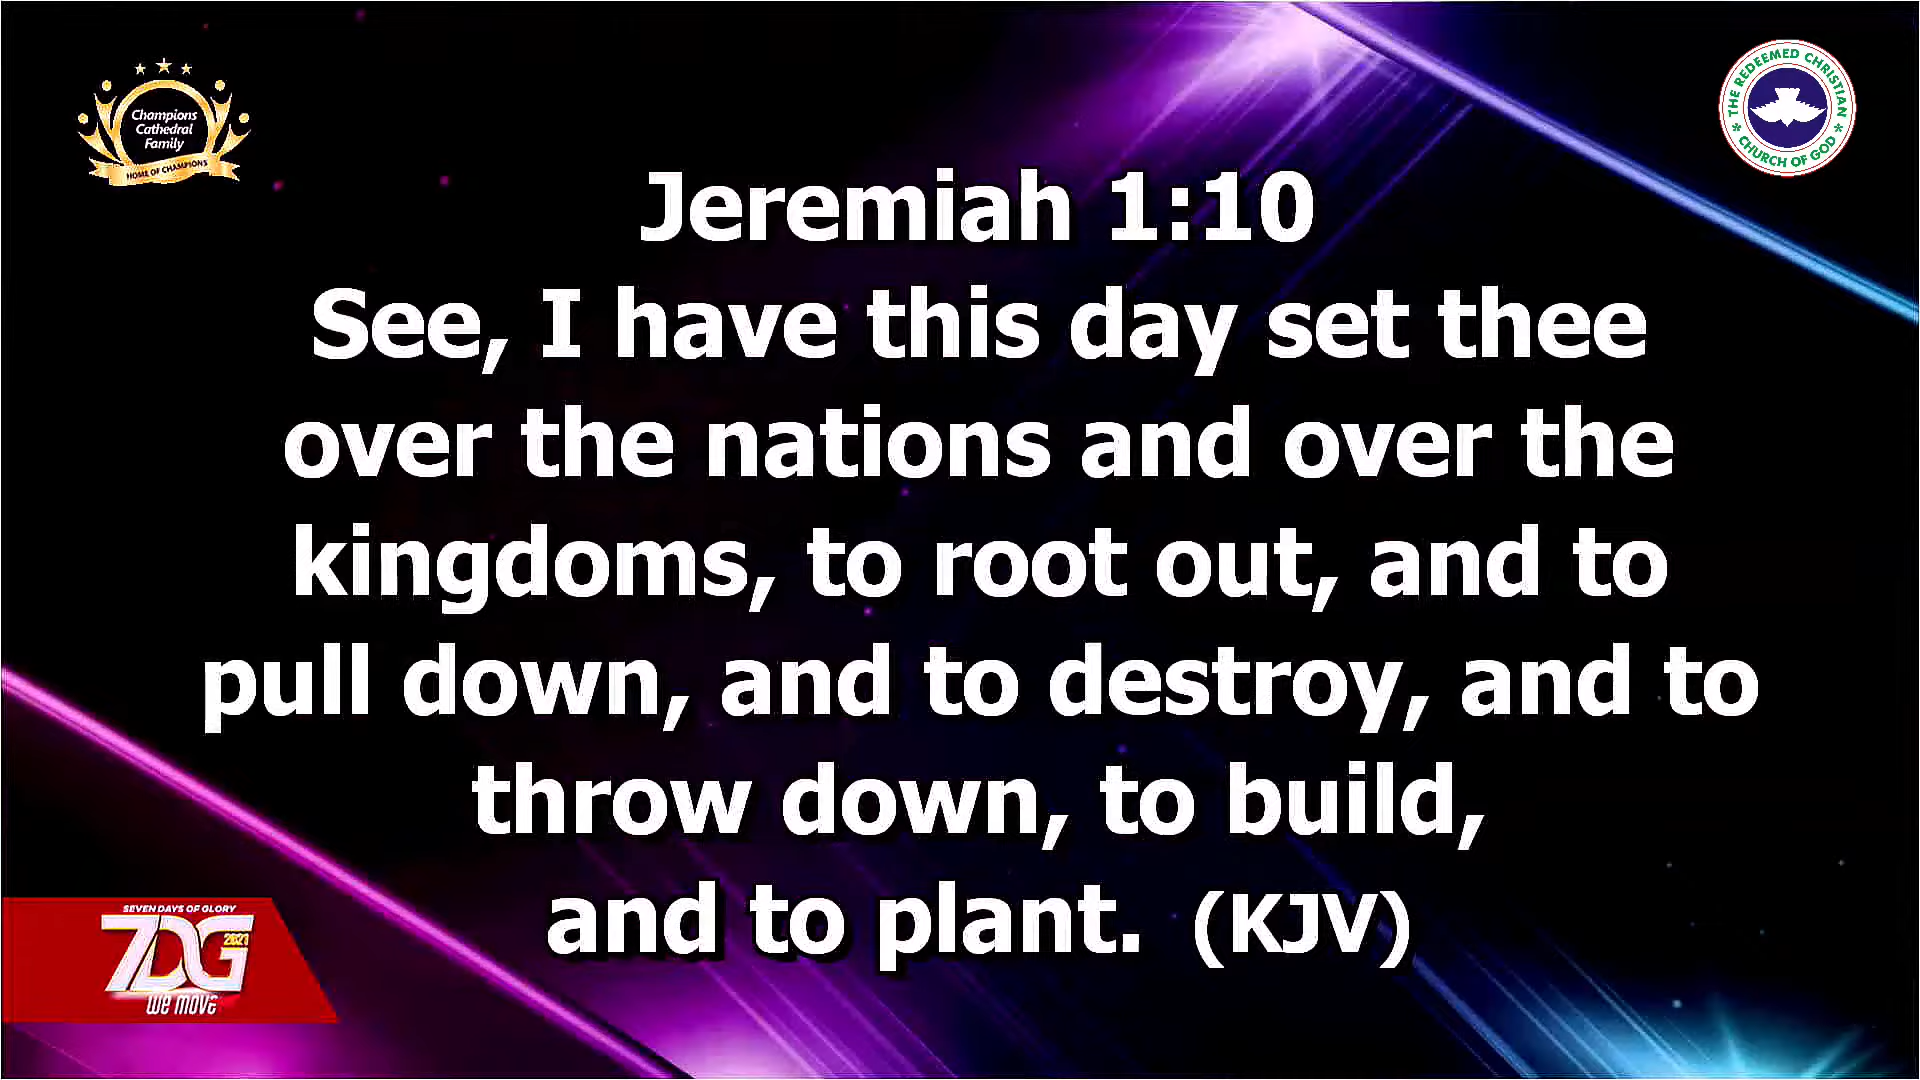 Champions
Cathedral
Family
HOME OF CHAMPIONS
THE REDEEMED CHRISTIAN
* CHURCH OF GOD *
Jeremiah 1:10
See, I have this day set thee
over the nations and over the
kingdoms, to root out, and to
pull down, and to destroy, and to
throw down, to build,
and to plant. (KJV)
SEVEN DAYS OF GLORY
7DG 2021
WE MOVE